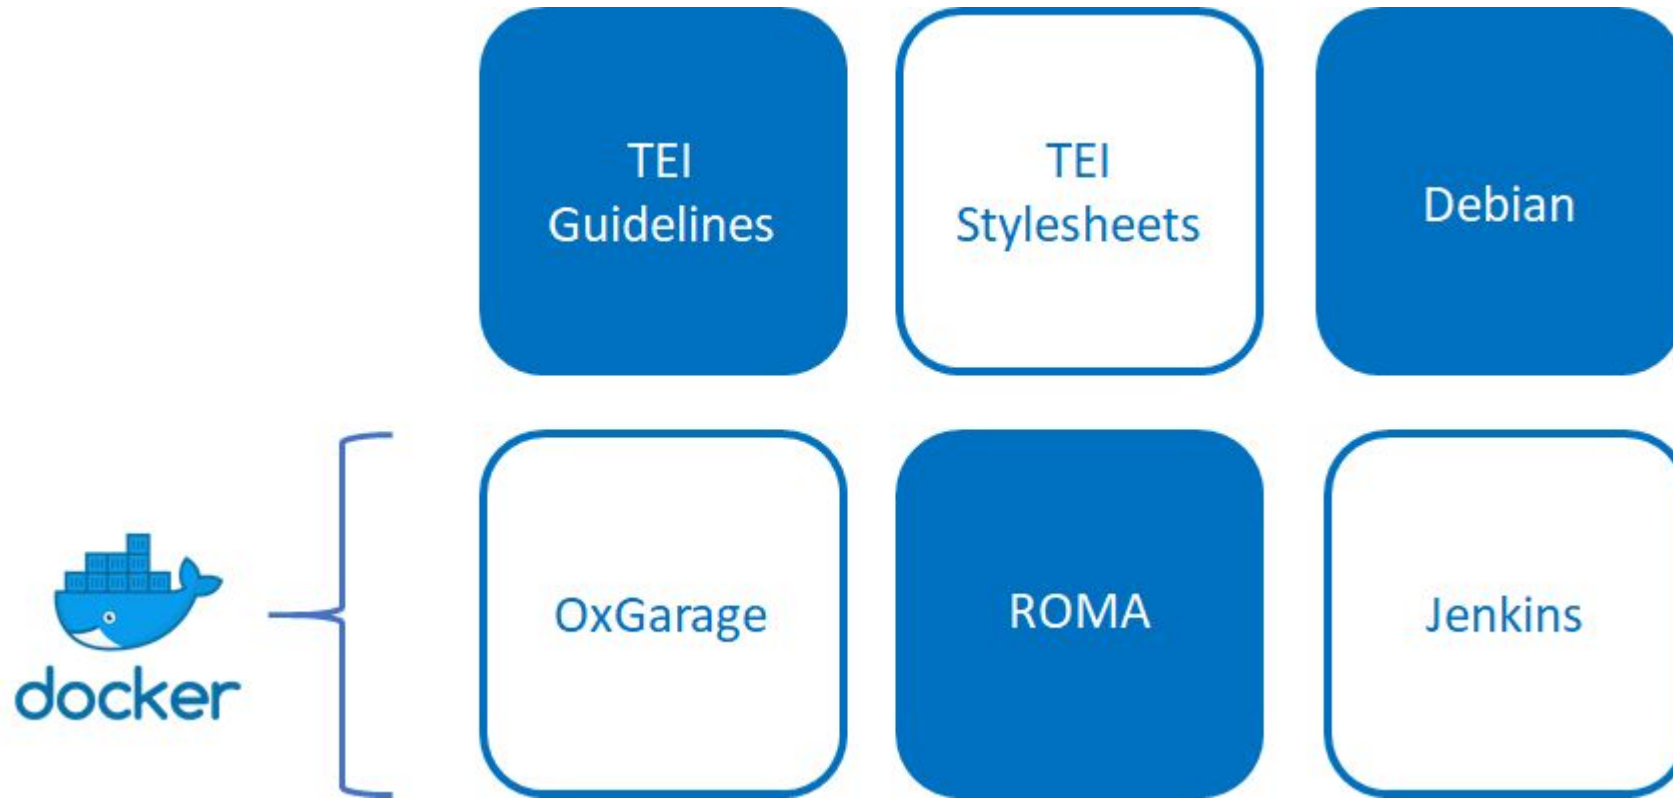 TEI
Guidelines
TEI
Stylesheets
Debian
docker
OxGarage
ROMA
Jenkins